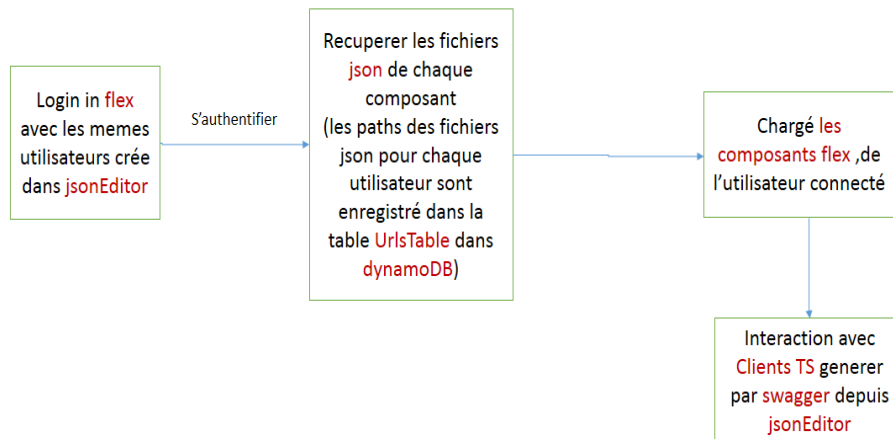 Login in flex
avec les memes
utilisateurs crée
dans jsonEditor
S'authentifier
Recuperer les fichiers
json de chaque
composant
(les paths des fichiers
json pour chaque
utilisateur sont
enregistré dans la
table UrlsTable dans
dynamoDB)
Chargé les
composants flex ,de
l'utilisateur connecté
Interaction avec
Clients TS generer
par swagger depuis
jsonEditor